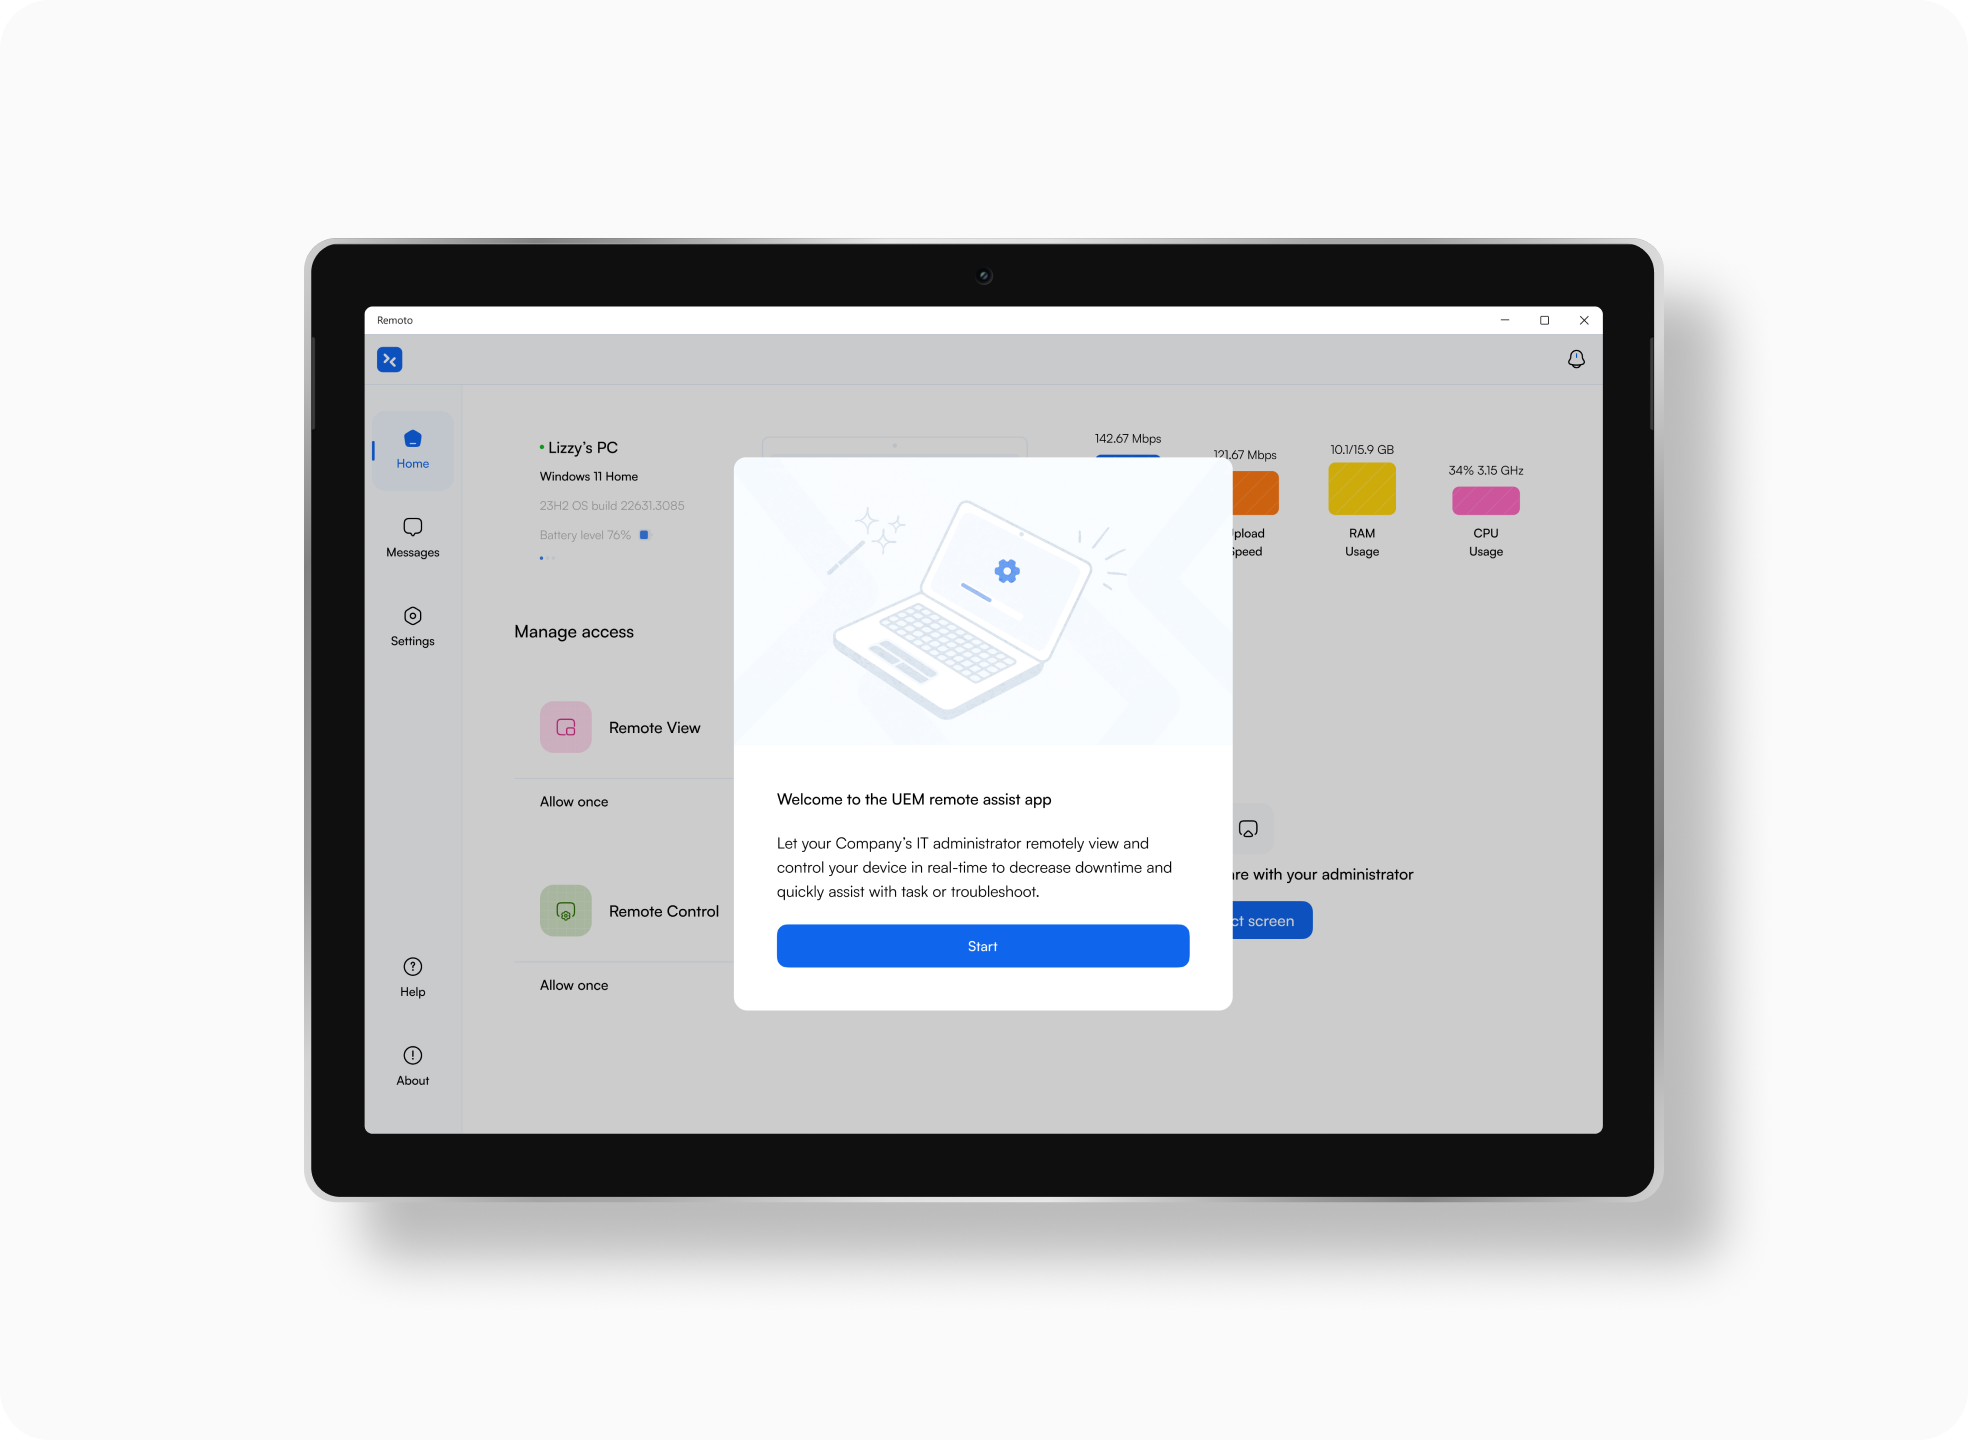 Remoto
Home
Messages
Settings
Help
About
Lizzy's PC
Windows 11 Home
23H2 OS build 22631.3085
Battery level 76%
142.67 Mbps
121.67 Mbps
Speed
10.1/15.9 GB
RAM
Usage
34% 3.15 GHz
CPU
Usage
Manage access
Remote View
Allow once
Remote Control
Allow once
with your administrator
screen
Welcome to the UEM remote assist app
Let your Company's IT administrator remotely view and
control your device in real-time to decrease downtime and
quickly assist with task or troubleshoot.
Start